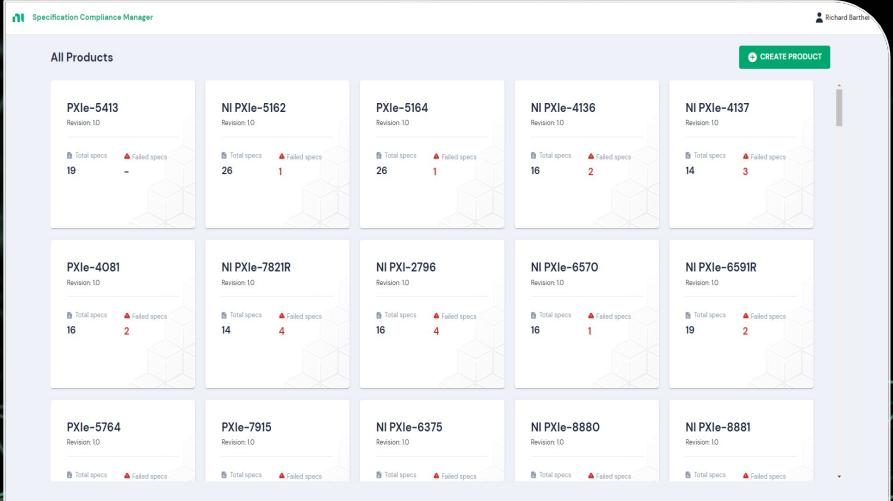 Specification Compliance Manager
Richard Barthel
All Products
CREATE PRODUCT
PXIe-5413
Revision: 1.0
Total specs Failed specs
19 -
NI PXIe-5162
Revision: 1.0
Total specs Failed specs
26 1
PXIe-5164
Revision: 1.0
Total specs Failed specs
26 1
NI PXIe-4136
Revision: 1.0
Total specs Failed specs
16 2
NI PXIe-4137
Revision: 1.0
Total specs Failed specs
14 3
PXIe-4081
Revision: 1.0
Total specs Failed specs
16 2
NI PXIe-7821R
Revision: 1.0
Total specs Failed specs
14 4
NI PXI-2796
Revision: 1.0
Total specs Failed specs
16 4
NI PXIe-6570
Revision: 1.0
Total specs Failed specs
16 1
NI PXIe-6591R
Revision: 1.0
Total specs Failed specs
19 2
PXIe-5764
Revision: 1.0
Total specs Failed specs
PXIe-7915
Revision: 1.0
Total specs Failed specs
NI PXIe-6375
Revision: 1.0
Total specs Failed specs
NI PXIe-8880
Revision: 1.0
Total specs Failed specs
NI PXIe-8881
Revision: 1.0
Total specs Failed specs